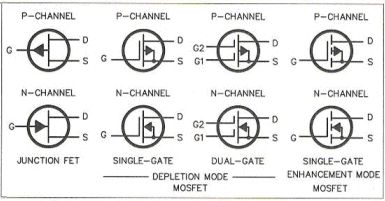 P-CHANNEL P-CHANNEL P-CHANNEL P-CHANNEL
D D D D
G G G2 G
G1
S S S S
N-CHANNEL N-CHANNEL N-CHANNEL N-CHANNEL
D D D D
G G G2 G
G1
S S S S
JUNCTION FET SINGLE-GATE DUAL-GATE SINGLE-GATE
DEPLETION MODE ENHANCEMENT MODE
MOSFET MOSFET